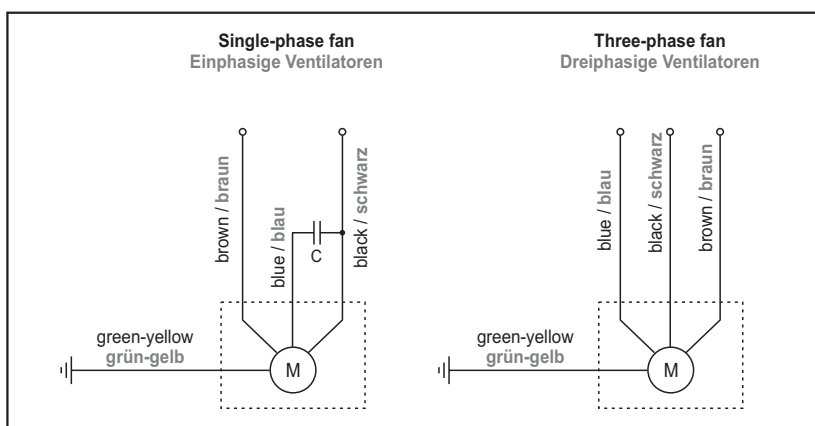 Single-phase fan
Einphasige Ventilatoren
brown / braun
blue / blau
C
black / schwarz
green-yellow
grün-gelb
M
Three-phase fan
Dreiphasige Ventilatoren
blue / blau
black / schwarz
brown / braun
green-yellow
grün-gelb
M